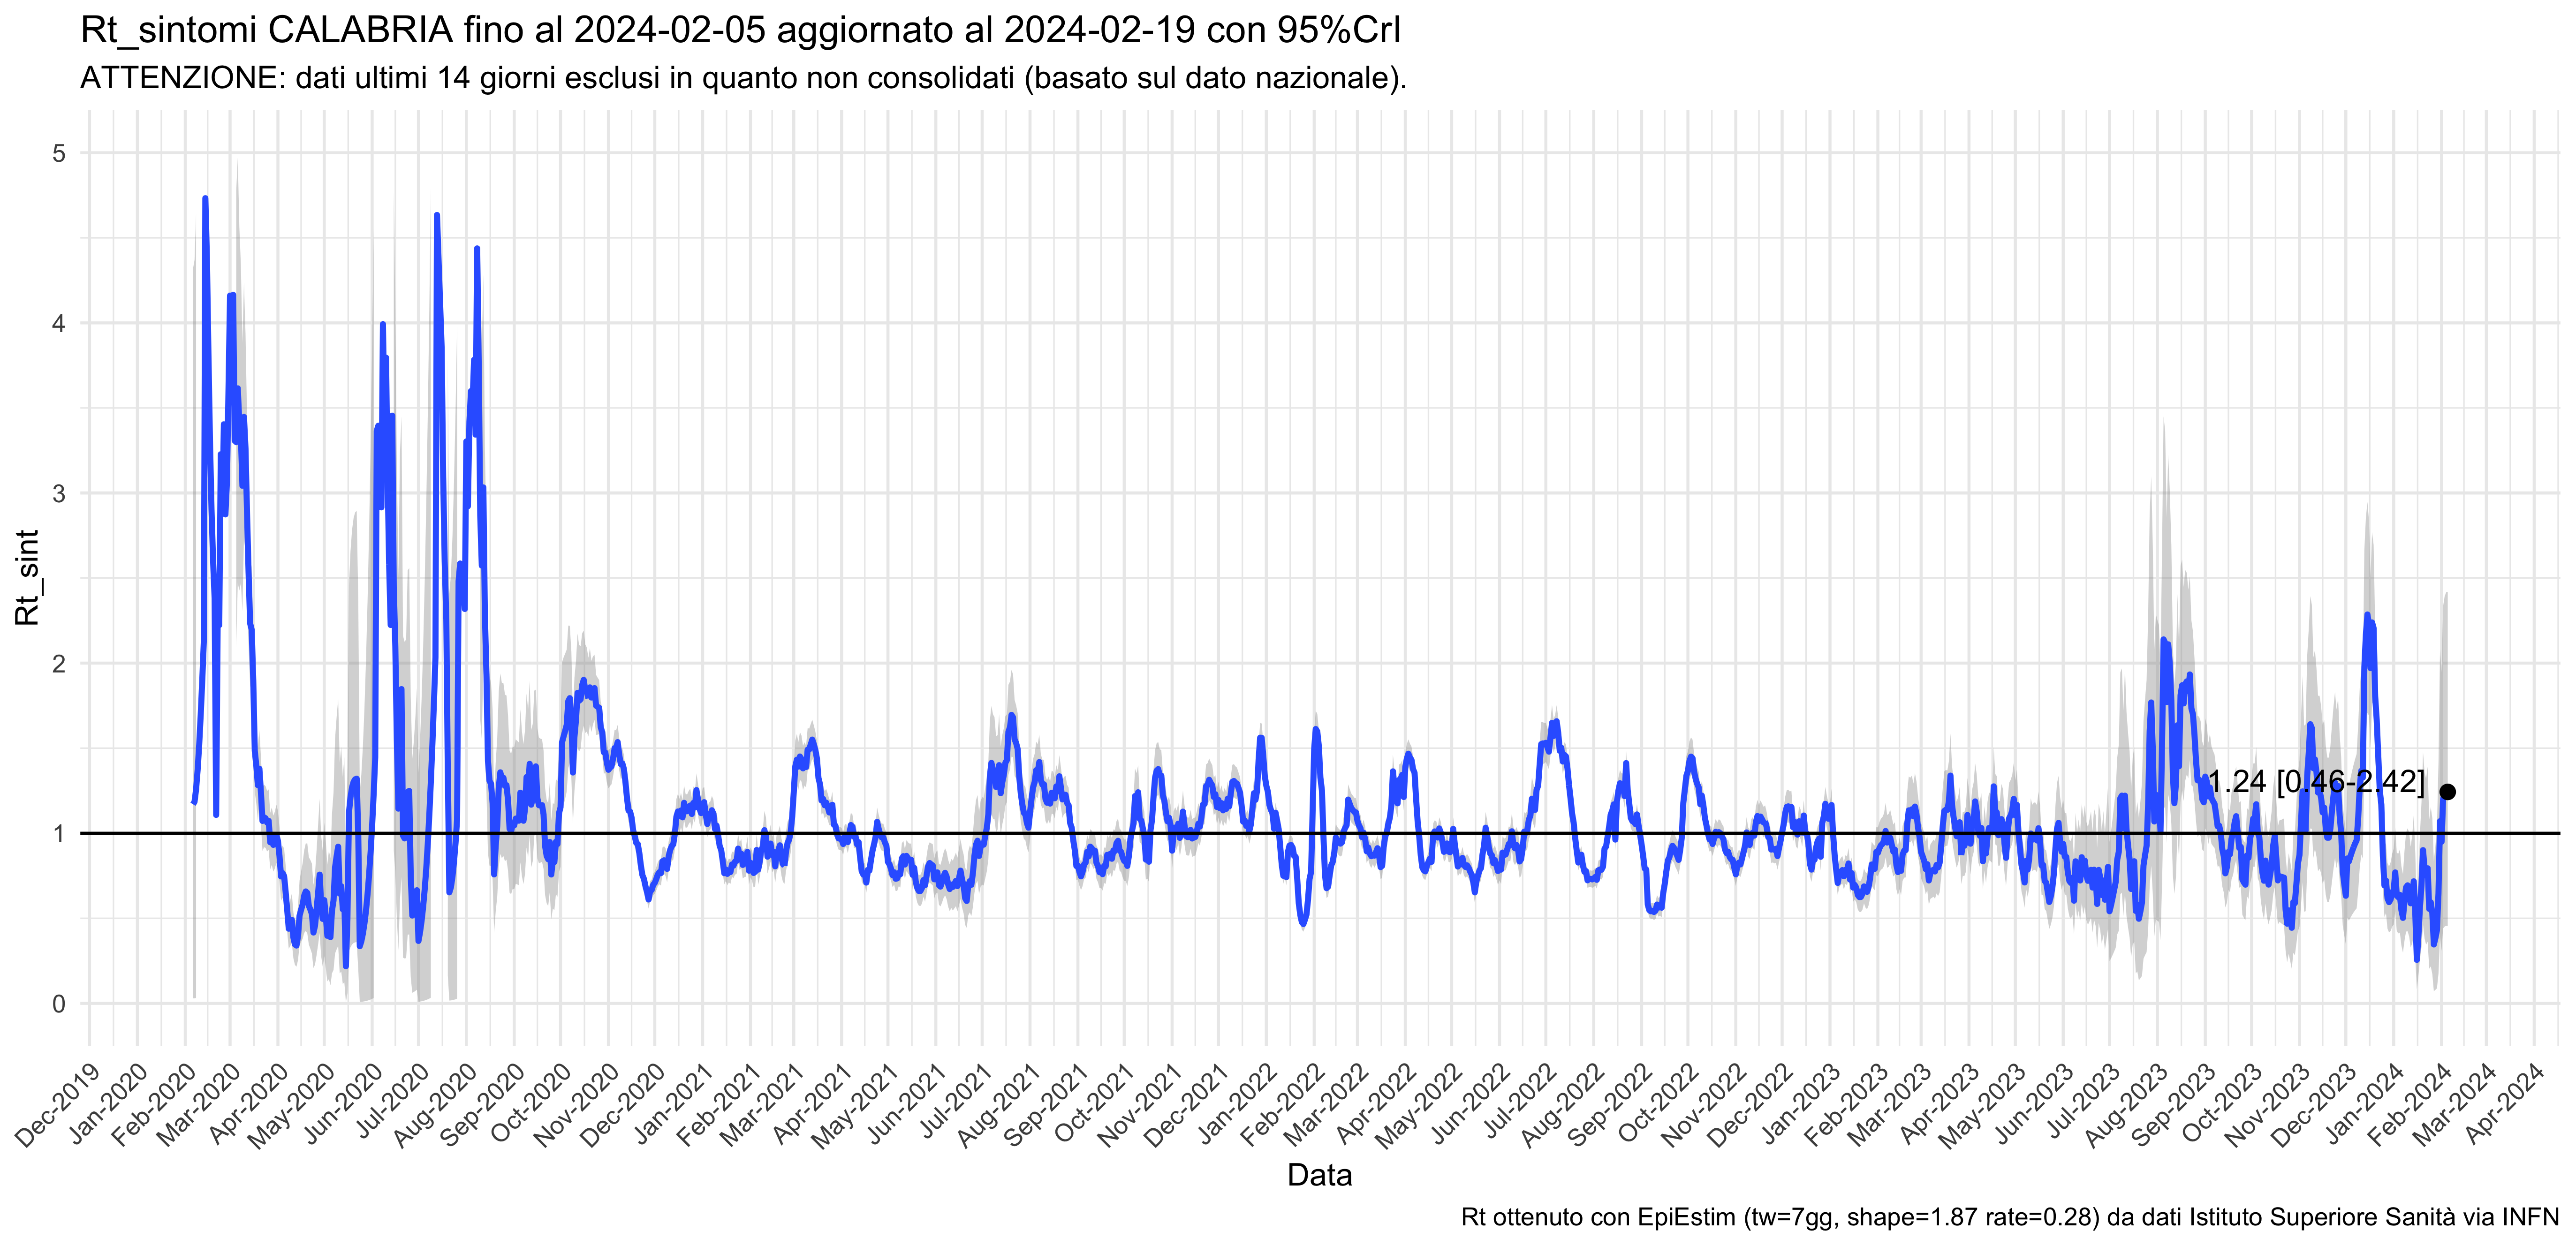 Rt_sintomi CALABRIA fino al 2024-02-05 aggiornato al 2024-02-19 con 95%CrI
ATTENZIONE: dati ultimi 14 giorni esclusi in quanto non consolidati (basato sul dato nazionale).
5
4
3
2
1
0
Rt_sint
1.24 [0.46-2.42]
Dec-2019
Jan-2020
Feb-2020
Mar-2020
Apr-2020
May-2020
Jun-2020
Jul-2020
Aug-2020
Sep-2020
Oct-2020
Nov-2020
Dec-2020
Jan-2021
Feb-2021
Mar-2021
Apr-2021
May-2021
Jun-2021
Jul-2021
Aug-2021
Sep-2021
Oct-2021
Nov-2021
Dec-2021
Jan-2022
Feb-2022
Mar-2022
Apr-2022
May-2022
Jun-2022
Jul-2022
Aug-2022
Sep-2022
Oct-2022
Nov-2022
Dec-2022
Jan-2023
Feb-2023
Mar-2023
Apr-2023
May-2023
Jun-2023
Jul-2023
Aug-2023
Sep-2023
Oct-2023
Nov-2023
Dec-2023
Jan-2024
Feb-2024
Mar-2024
Apr-2024
Data
Rt ottenuto con EpiEstim (tw=7gg, shape=1.87 rate=0.28) da dati Istituto Superiore Sanità via INFN